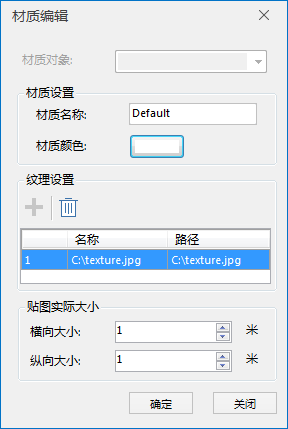 材质编辑
材质对象:
材质设置
材质名称: Default
材质颜色:
纹理设置
名称 路径
1 C:\texture.jpg C:\texture.jpg
贴图实际大小
横向大小: 1 米
纵向大小: 1 米
确定 关闭